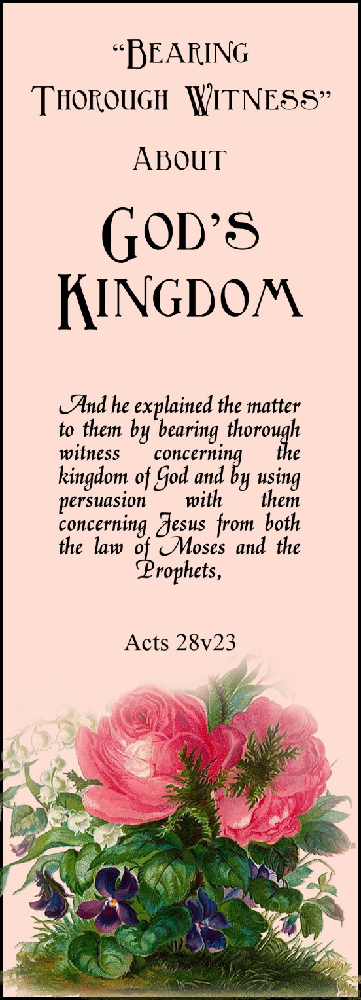 “Bearing
Thorough Witness”
About
God’s
Kingdom
And he explained the matter
to them by bearing thorough
witness concerning the
kingdom of God and by using
persuasion with them
concerning Jesus from both
the law of Moses and the
Prophets,
Acts 28v23